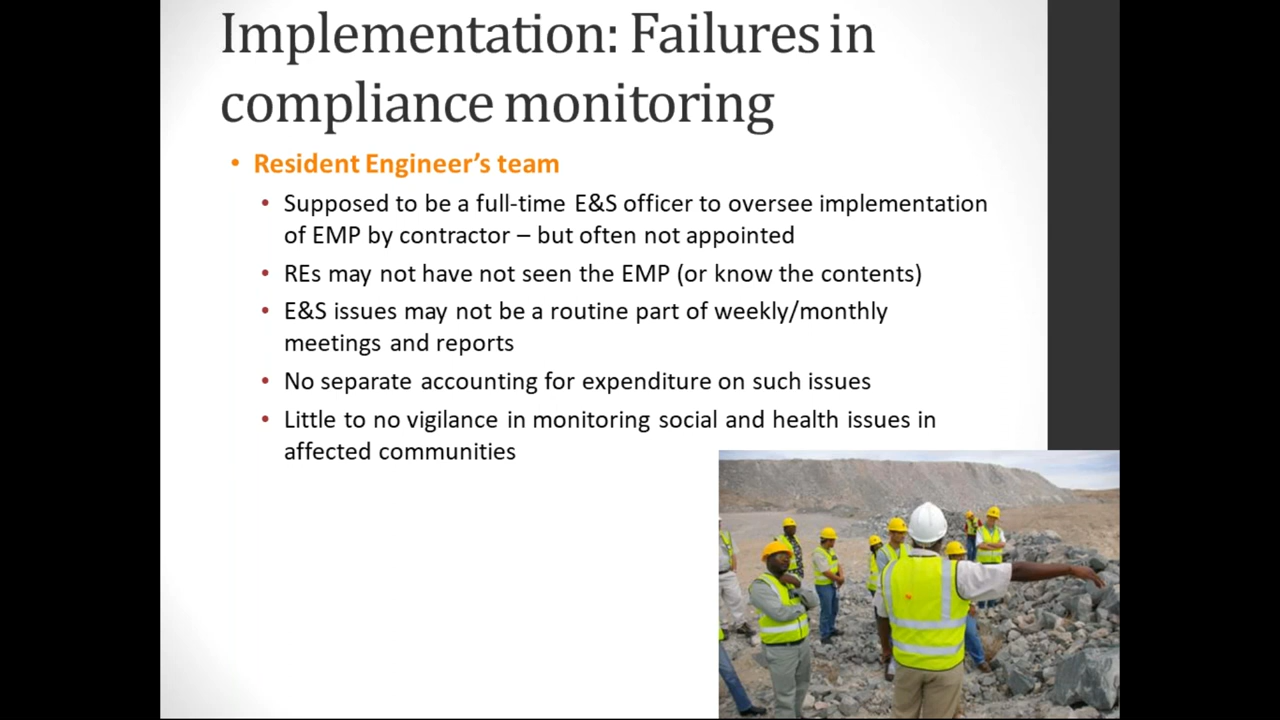 Implementation: Failures in
compliance monitoring
• Resident Engineer's team
• Supposed to be a full-time E&S officer to oversee implementation
of EMP by contractor – but often not appointed
• REs may not have not seen the EMP (or know the contents)
• E&S issues may not be a routine part of weekly/monthly
meetings and reports
• No separate accounting for expenditure on such issues
• Little to no vigilance in monitoring social and health issues in
affected communities